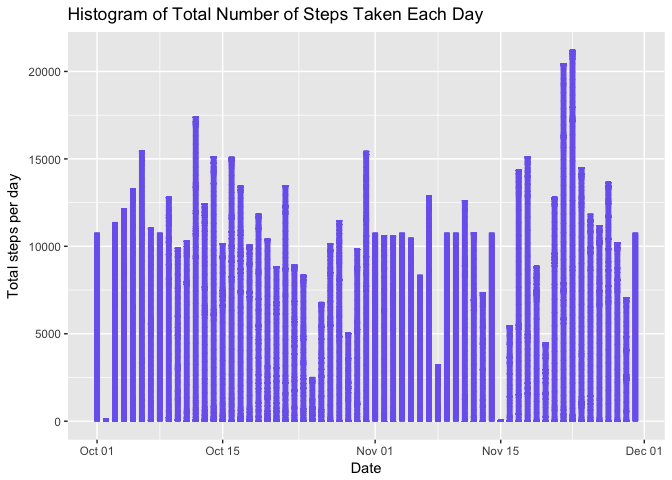 Histogram of Total Number of Steps Taken Each Day
Total steps per day
20000
15000
10000
5000
0
Oct 01 Oct 15 Nov 01 Nov 15 Dec 01
Date